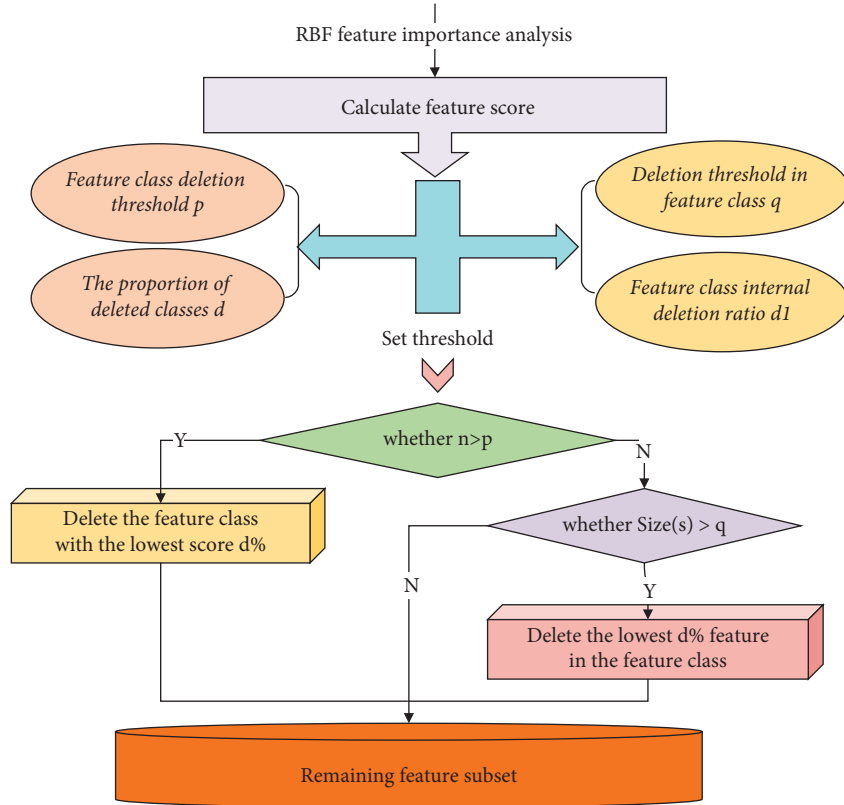 RBF feature importance analysis
Calculate feature score
Feature class deletion
threshold p
The proportion of
deleted classes d
Deletion threshold in
feature class q
Feature class internal
deletion ratio d1
Set threshold
whether n>p
Y
N
Delete the feature class
with the lowest score d%
whether Size(s) > q
N
Y
Delete the lowest d% feature
in the feature class
Remaining feature subset